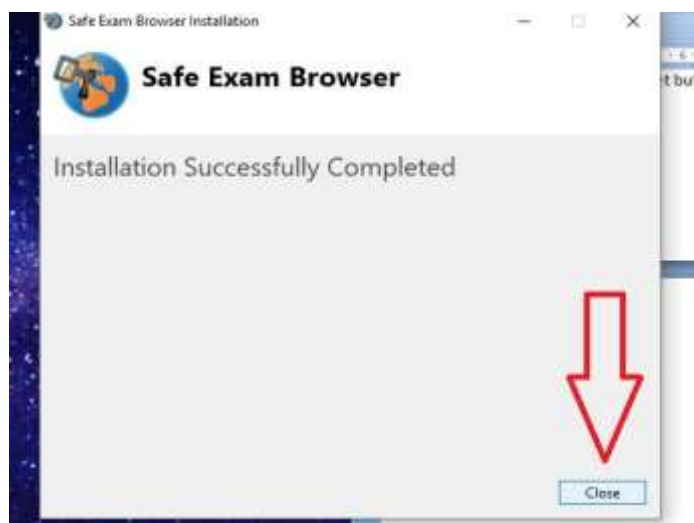 Safe Exam Browser Installation
Safe Exam Browser
Installation Successfully Completed
Close